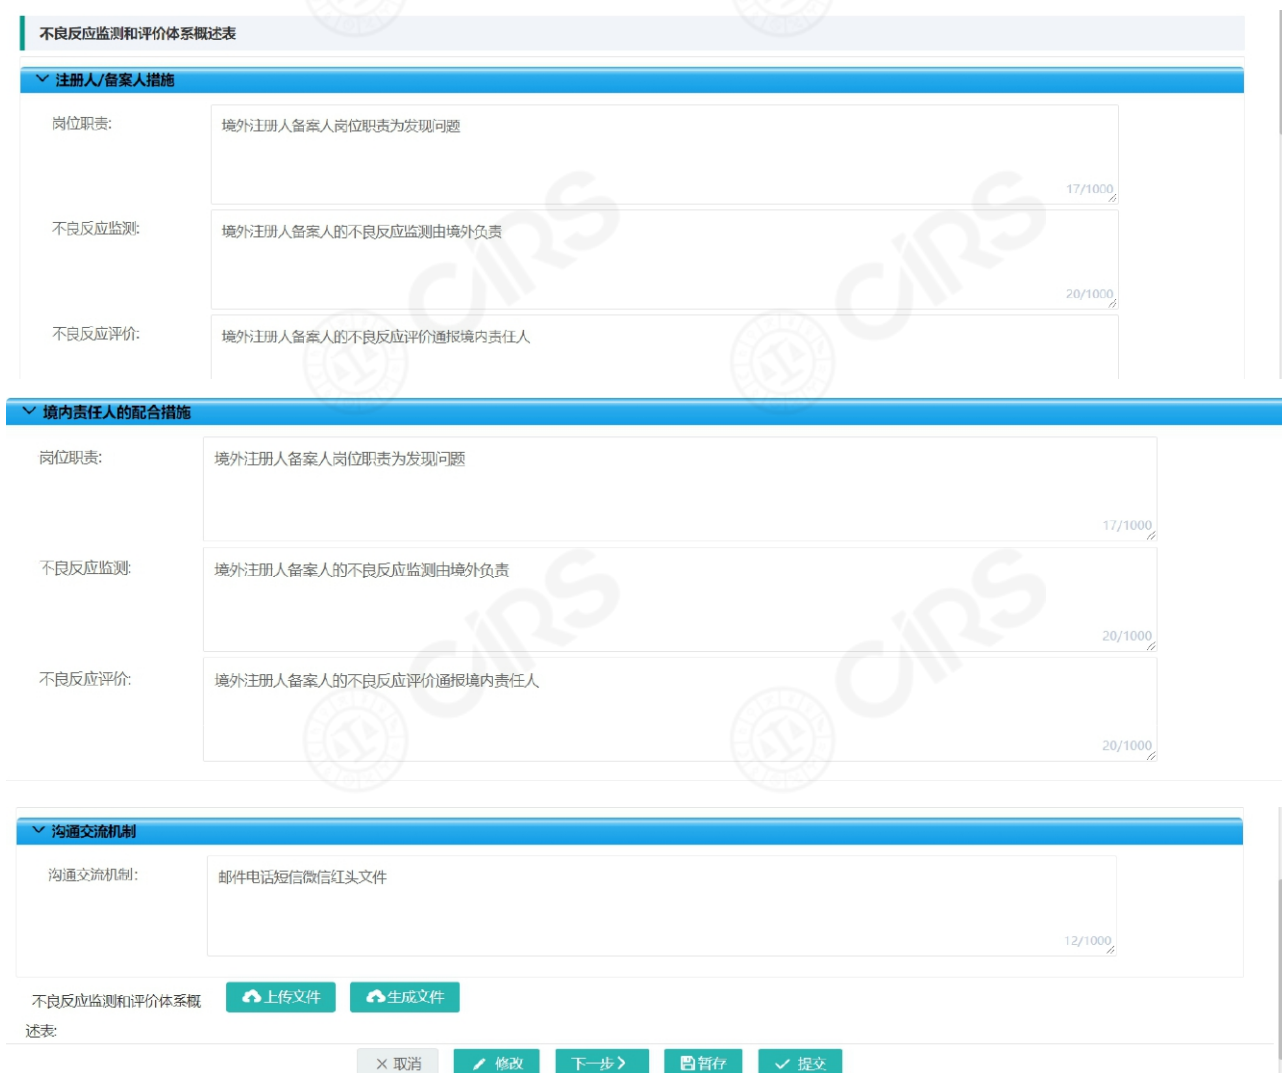 不良反应监测和评价体系概述表
注册人/备案人措施
岗位职责:
境外注册人备案人岗位职责为发现问题
17/1000
不良反应监测:
境外注册人备案人的不良反应监测由境外负责
20/1000
不良反应评价:
境外注册人备案人的不良反应评价通报境内责任人
境内责任人的配合措施
岗位职责:
境外注册人备案人岗位职责为发现问题
17/1000
不良反应监测:
境外注册人备案人的不良反应监测由境外负责
20/1000
不良反应评价:
境外注册人备案人的不良反应评价通报境内责任人
20/1000
沟通交流机制
沟通交流机制:
邮件电话短信微信红头文件
12/1000
不良反应监测和评价体系概
述表:
上传文件 生成文件
取消 修改 下一步 暂存 提交
CIRS
CIRS
CIRS
CIRS